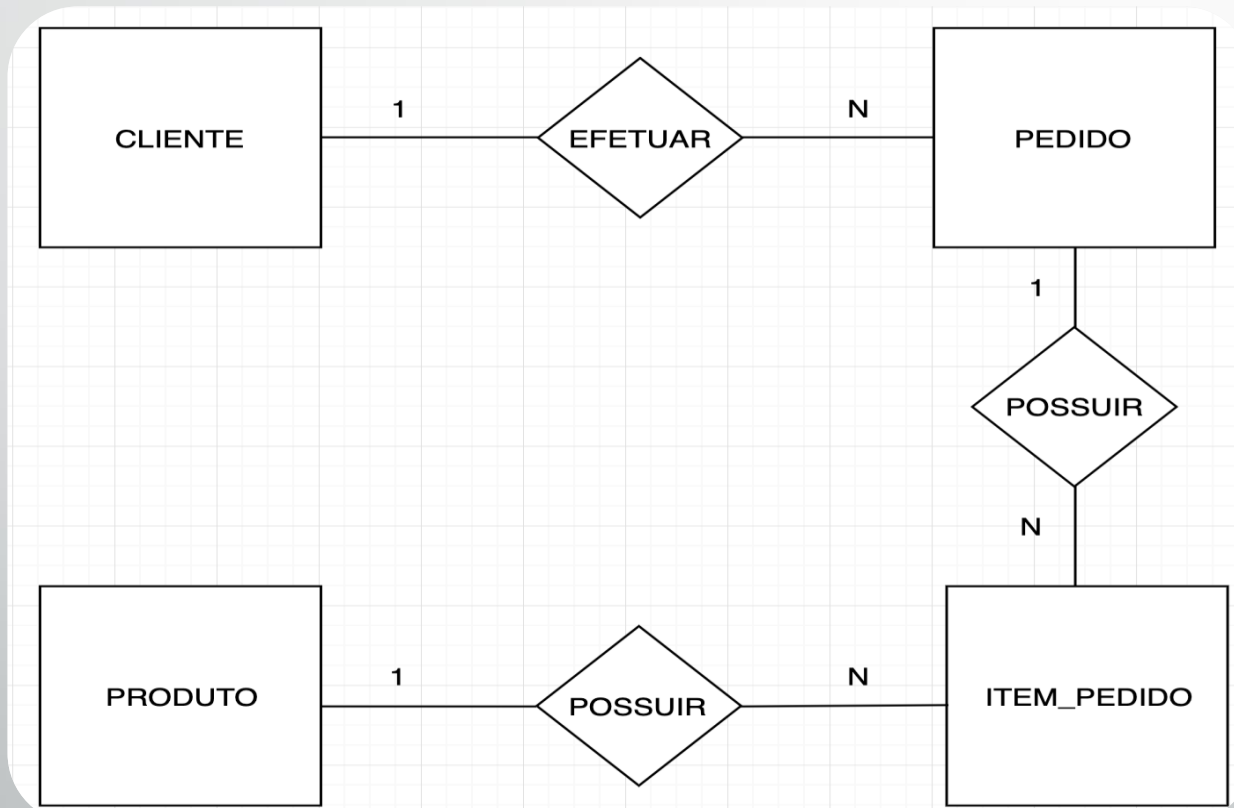 CLIENTE
1
EFETUAR
N
PEDIDO
1
POSSUIR
N
PRODUTO
1
POSSUIR
N
ITEM_PEDIDO